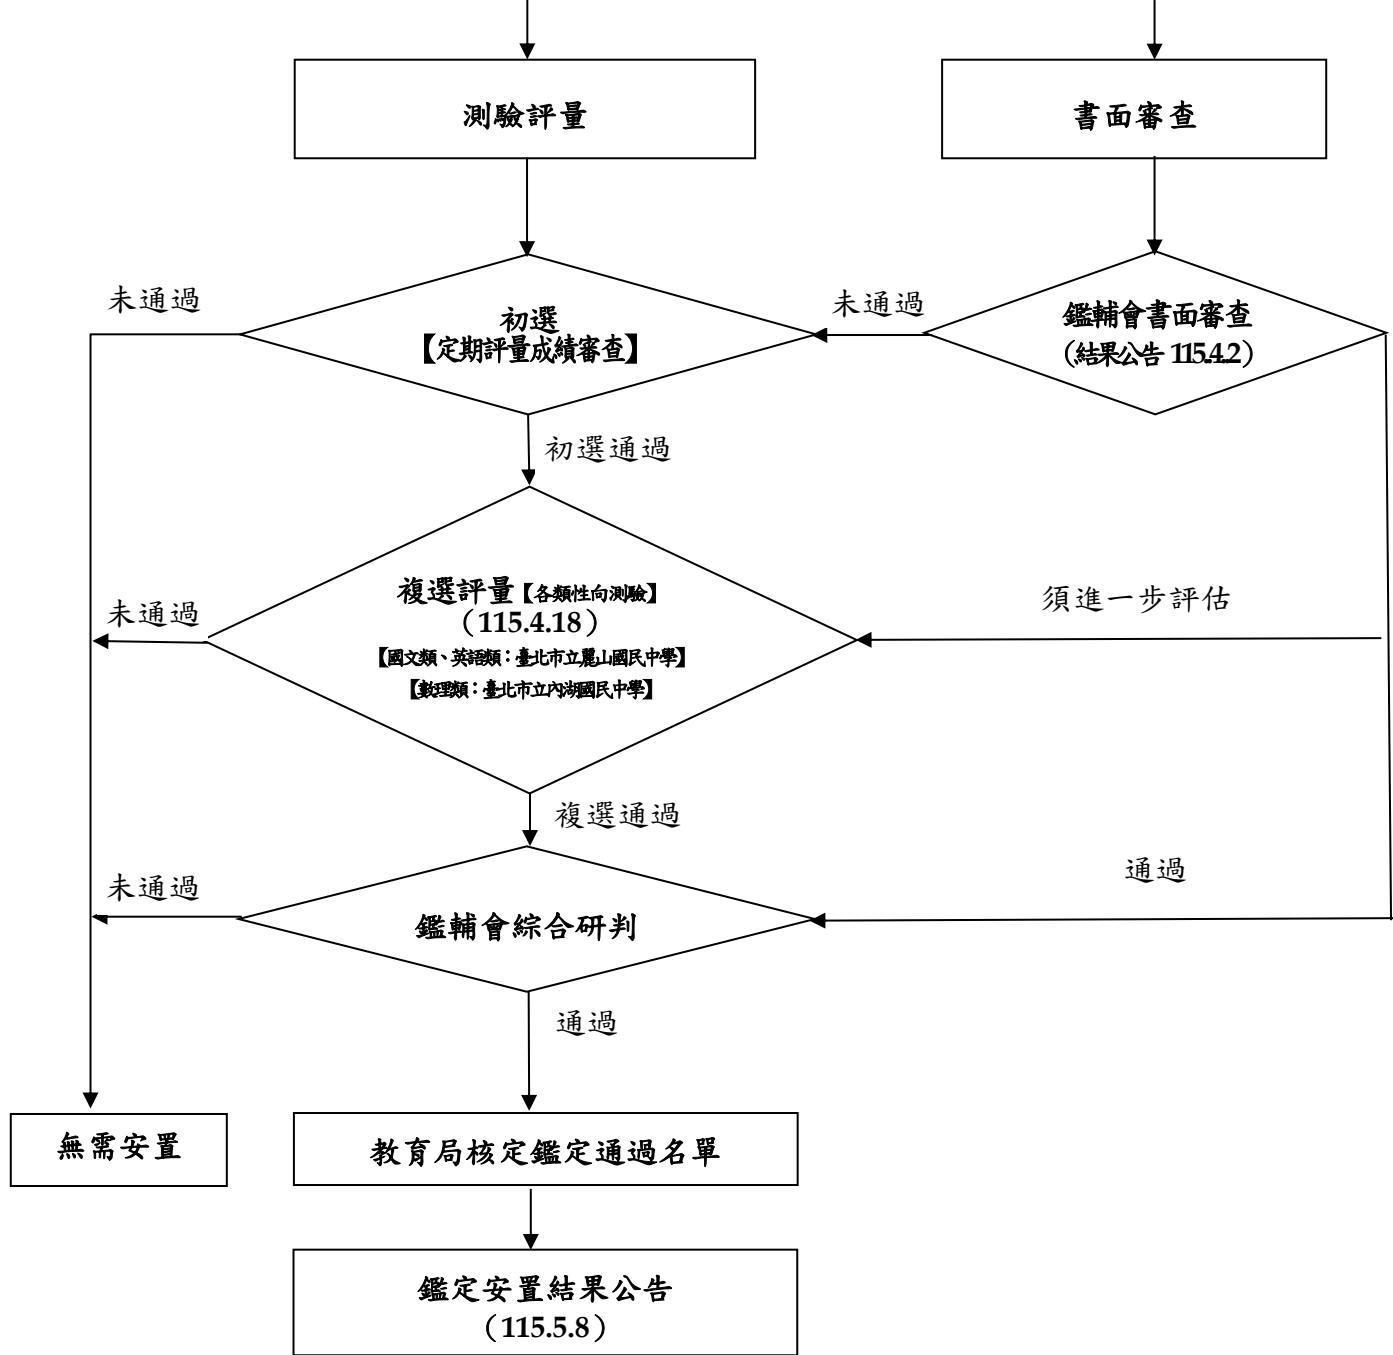 測驗評量
書面審查
未通過
初選
【定期評量成績審查】
未通過
鑑輔會書面審查
（結果公告 115.4.2）
初選通過
複選評量【各類性向測驗】
（115.4.18）
【國文類、英語類：臺北市立麗山國民中學】
【數理類：臺北市立內湖國民中學】
未通過
須進一步評估
複選通過
未通過
鑑輔會綜合研判
通過
通過
無需安置
教育局核定鑑定通過名單
鑑定安置結果公告
（115.5.8）